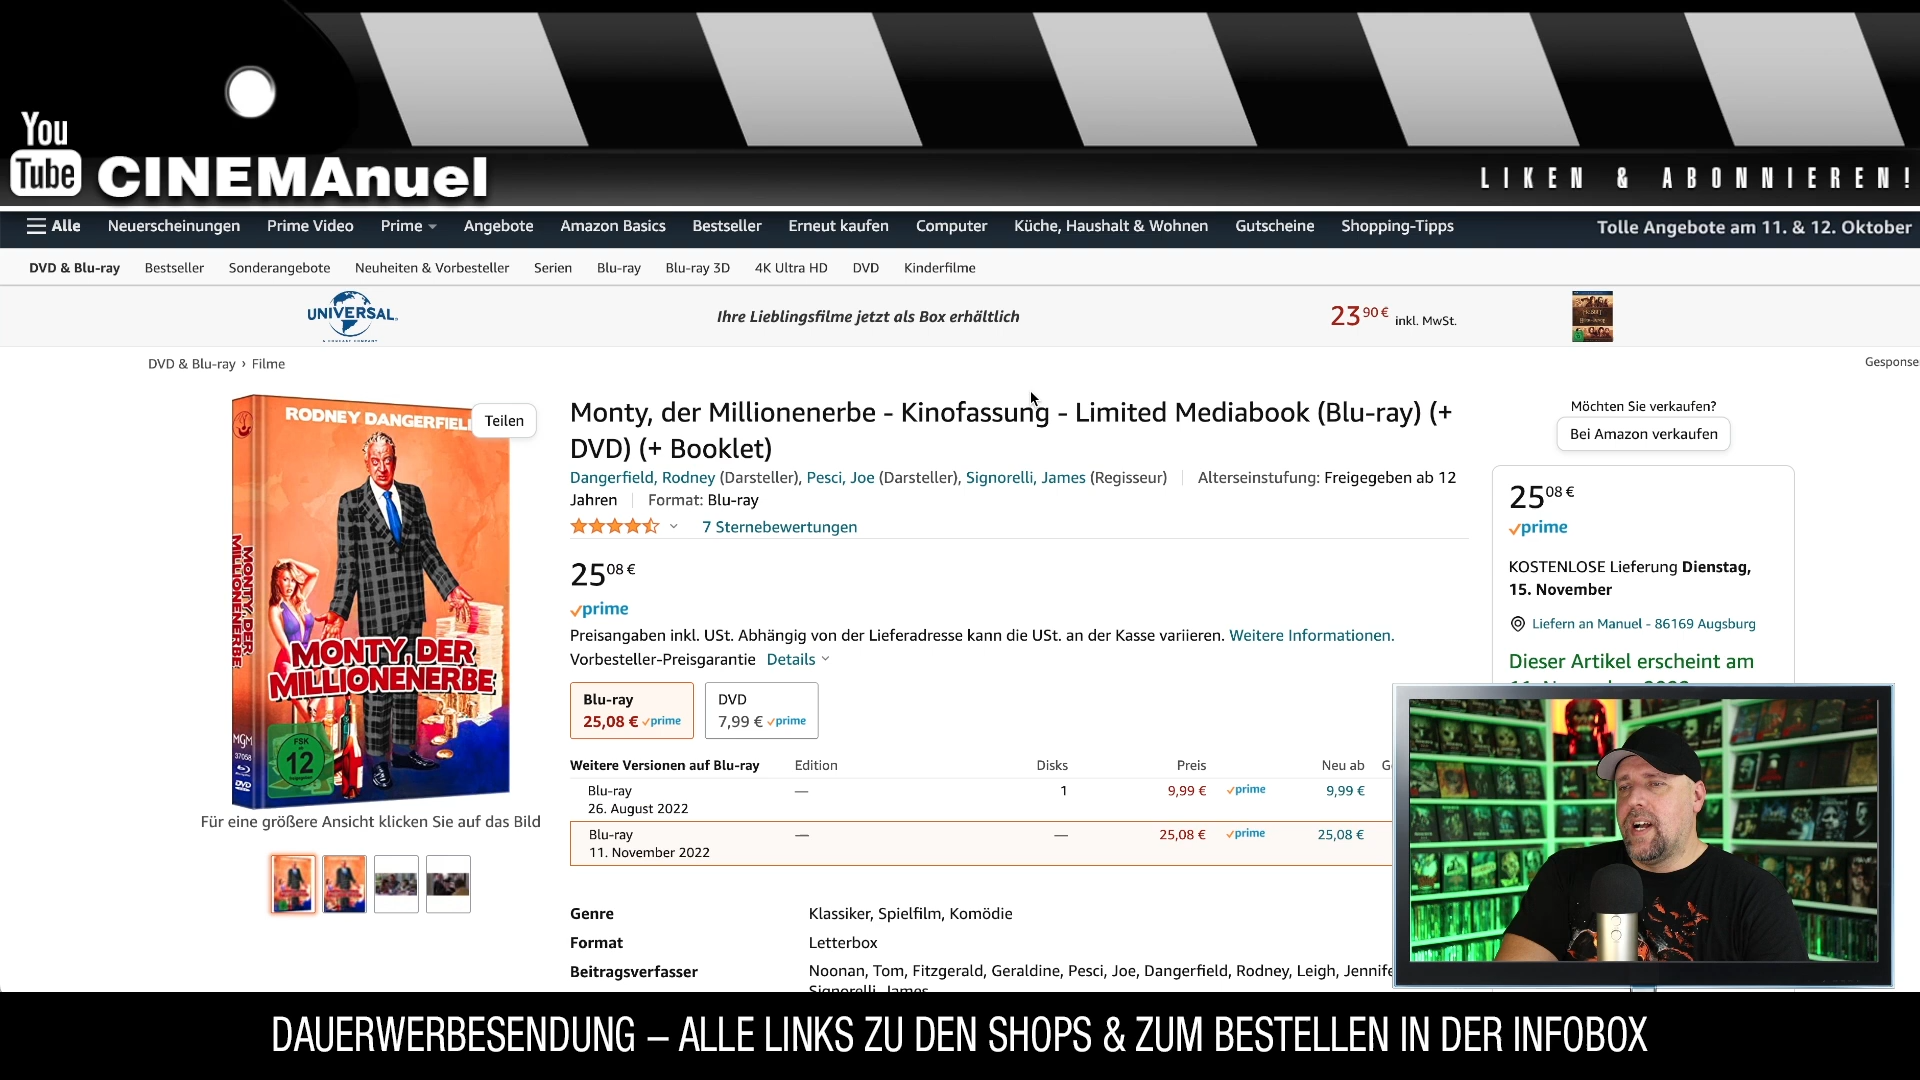 You
Tube CINEMAnuel
LIKEN & ABONNIEREN!
Alle Neuerscheinungen Prime Video Prime Angebote Amazon Basics Bestseller Erneut kaufen Computer Küche, Haushalt & Wohnen Gutscheine Shopping-Tipps Tolle Angebote am 11. & 12. Oktober
DVD & Blu-ray Bestseller Sonderangebote Neuheiten & Vorbesteller Serien Blu-ray Blu-ray 3D 4K Ultra HD DVD Kinderfilme
UNIVERSAL
Ihre Lieblingsfilme jetzt als Box erhältlich
23 90 € inkl. MwSt.
DVD & Blu-ray › Filme
Gesponse
RODNEY DANGERFIEL
Teilen
MONTY, DER
MILLIONENERBE
MONTY, DER
MILLIONENERBE
MGM
37058
DVD
FSK
12
Für eine größere Ansicht klicken Sie auf das Bild
Monty, der Millionenerbe - Kinofassung - Limited Mediabook (Blu-ray) (+
DVD) (+ Booklet)
Dangerfield, Rodney (Darsteller), Pesci, Joe (Darsteller), Signorelli, James (Regisseur) Alterseinstufung: Freigegeben ab 12
Jahren Format: Blu-ray
7 Sternebewertungen
25 08 €
prime
Preisangaben inkl. USt. Abhängig von der Lieferadresse kann die USt. an der Kasse variieren. Weitere Informationen.
Vorbesteller-Preisgarantie Details
Blu-ray
25,08 € prime
DVD
7,99 € prime
Weitere Versionen auf Blu-ray Edition Disks Preis Neu ab G
Blu-ray — 1 9,99 € prime 9,99 €
26. August 2022
Blu-ray — — 25,08 € prime 25,08 €
11. November 2022
Genre Klassiker, Spielfilm, Komödie
Format Letterbox
Beitragsverfasser Noonan, Tom, Fitzgerald, Geraldine, Pesci, Joe, Dangerfield, Rodney, Leigh, Jennife
Signorelli, James
Möchten Sie verkaufen?
Bei Amazon verkaufen
25 08 €
prime
KOSTENLOSE Lieferung Dienstag,
15. November
Liefern an Manuel - 86169 Augsburg
Dieser Artikel erscheint am
DAUERWERBESENDUNG – ALLE LINKS ZU DEN SHOPS & ZUM BESTELLEN IN DER INFOBOX